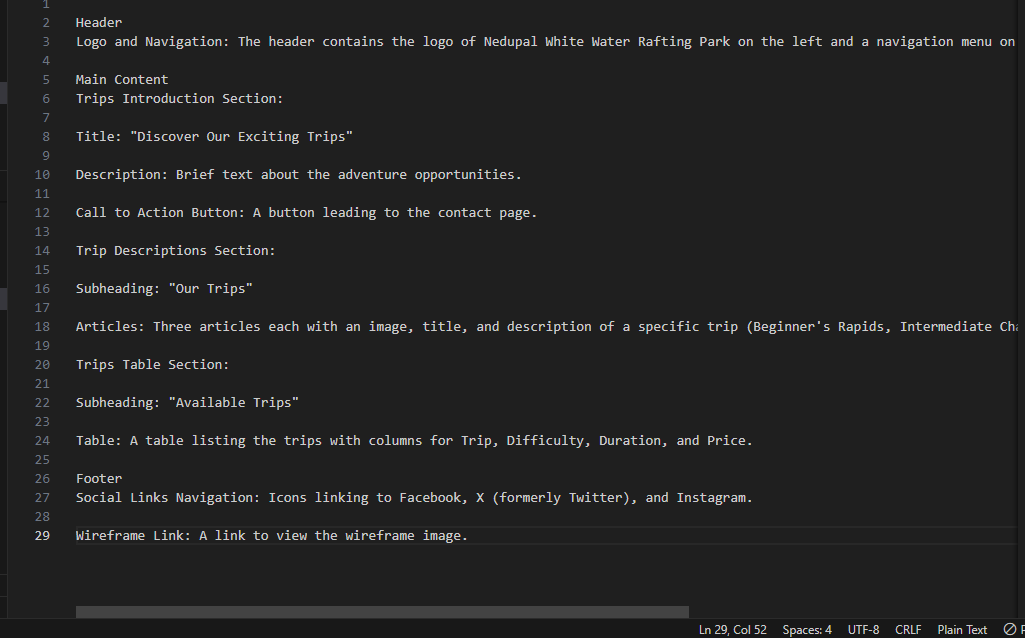 1
2 Header
3 Logo and Navigation: The header contains the logo of Nedupal White Water Rafting Park on the left and a navigation menu on
4
5 Main Content
6 Trips Introduction Section:
7
8 Title: "Discover Our Exciting Trips"
9
10 Description: Brief text about the adventure opportunities.
11
12 Call to Action Button: A button leading to the contact page.
13
14 Trip Descriptions Section:
15
16 Subheading: "Our Trips"
17
18 Articles: Three articles each with an image, title, and description of a specific trip (Beginner's Rapids, Intermediate
19
20 Trips Table Section:
21
22 Subheading: "Available Trips"
23
24 Table: A table listing the trips with columns for Trip, Difficulty, Duration, and Price.
25
26 Footer
27 Social Links Navigation: Icons linking to Facebook, X (formerly Twitter), and Instagram.
28
29 Wireframe Link: A link to view the wireframe image.
Ln 29, Col 52 Spaces: 4 UTF-8 CRLF Plain Text